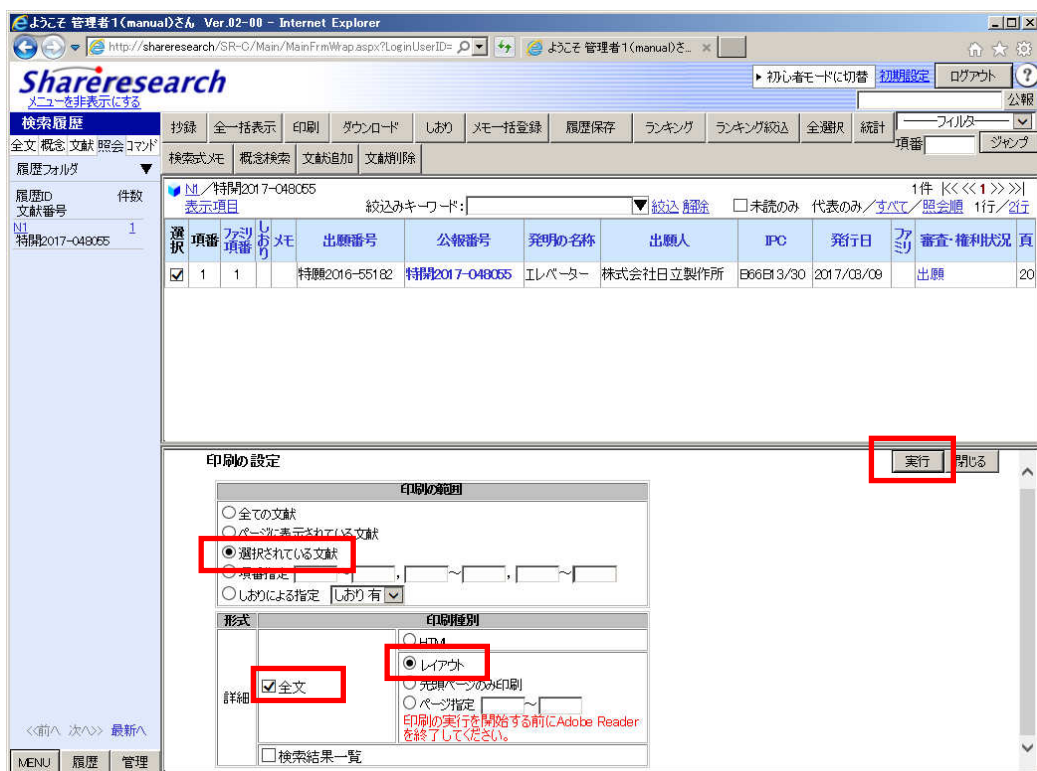 ようこそ 管理者1(manual)さん Ver.02-00 - Internet Explorer
http://shareresearch/SR-C/Main/MainFrmWrap.aspx?LoginUserID=
ようこそ 管理者1(manual)さ... ×
Shareresearch
メニューを非表示にする
▶ 初心者モードに切替 初期設定 ログアウト ?
公報
検索履歴
全文 概念 文献 照会 コマンド
履歴フォルダ ▼
履歴ID 件数
文献番号
N1 1
特開2017-048055
抄録 全一括表示 印刷 ダウンロード しおり メモ一括登録 履歴保存 ランキング ランキング絞込 全選択 統計 ――フィルタ――
検索式メモ 概念検索 文献追加 文献削除 項番 ジャンプ
N1/特開2017-048055 1件 |<< << 1 >> >>|
表示項目 絞込みキーワード: ▼ 絞込 解除 未読のみ 代表のみ/すべて/照会順 1行/2行
選択 項番 ファミリ項番 しおり メモ 出願番号 公報番号 発明の名称 出願人 IPC 発行日 ファミリ 審査・権利状況 頁
1 1 特願2016-55182 特開2017-048055 エレベーター 株式会社日立製作所 B66B13/30 2017/03/09 出願 20
印刷の設定 実行 閉じる
印刷の範囲
全ての文献
ページに表示されている文献
選択されている文献
項番指定 ~ , ~ , ~
しおりによる指定 しおり有
形式 印刷種別
HTML
レイアウト
詳細 全文
先頭ページのみ印刷
ページ指定 ~
印刷の実行を開始する前にAdobe Reader
を終了してください。
検索結果一覧
<<前へ 次へ>> 最新へ
MENU 履歴 管理